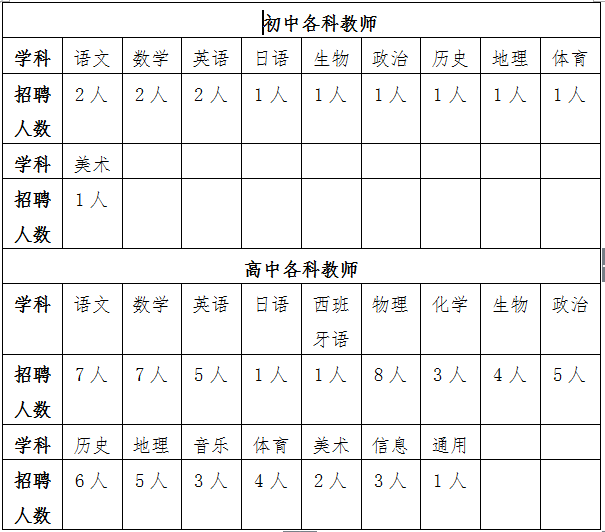 初中各科教师
学科 语文 数学 英语 日语 生物 政治 历史 地理 体育
招聘人数 2人 2人 2人 1人 1人 1人 1人 1人 1人
学科 美术
招聘人数 1人
高中各科教师
学科 语文 数学 英语 日语 西班牙语 物理 化学 生物 政治
招聘人数 7人 7人 5人 1人 1人 8人 3人 4人 5人
学科 历史 地理 音乐 体育 美术 信息 通用
招聘人数 6人 5人 3人 4人 2人 3人 1人